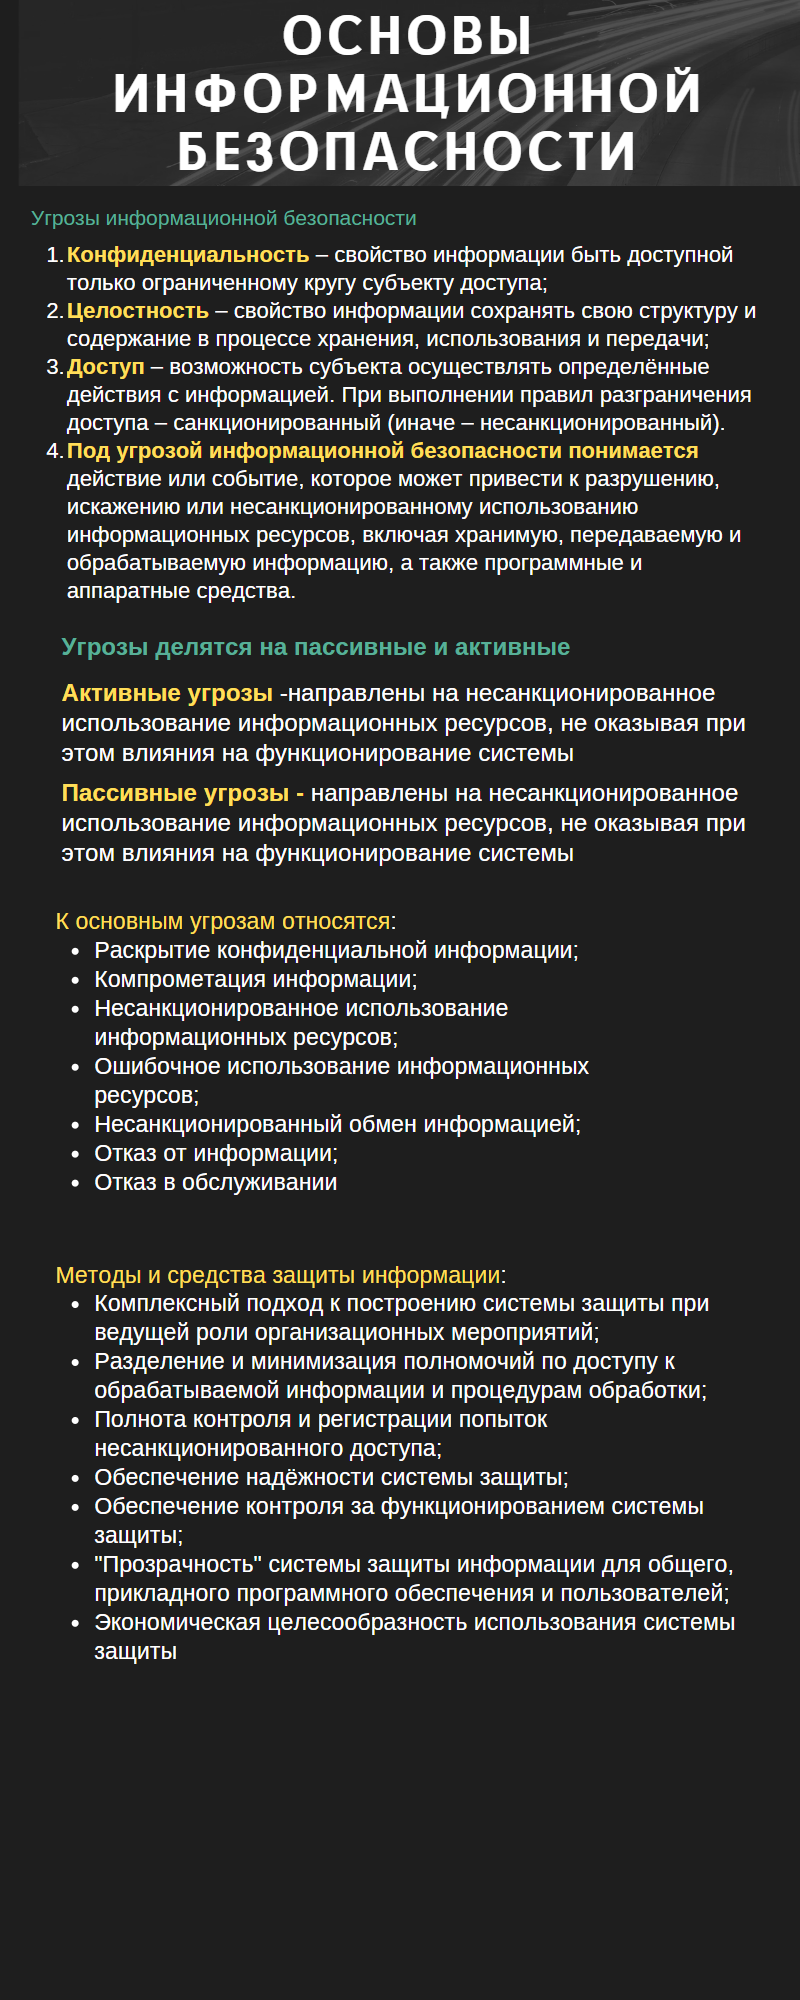 ОСНОВЫ
ИНФОРМАЦИОННОЙ
БЕЗОПАСНОСТИ
Угрозы информационной безопасности
1. Конфиденциальность – свойство информации быть доступной
только ограниченному кругу субъекту доступа;
2. Целостность – свойство информации сохранять свою структуру и
содержание в процессе хранения, использования и передачи;
3. Доступ – возможность субъекта осуществлять определённые
действия с информацией. При выполнении правил разграничения
доступа – санкционированный (иначе – несанкционированный).
4. Под угрозой информационной безопасности понимается
действие или событие, которое может привести к разрушению,
искажению или несанкционированному использованию
информационных ресурсов, включая хранимую, передаваемую и
обрабатываемую информацию, а также программные и
аппаратные средства.
Угрозы делятся на пассивные и активные
Активные угрозы -направлены на несанкционированное
использование информационных ресурсов, не оказывая при
этом влияния на функционирование системы
Пассивные угрозы - направлены на несанкционированное
использование информационных ресурсов, не оказывая при
этом влияния на функционирование системы
К основным угрозам относятся:
• Раскрытие конфиденциальной информации;
• Компрометация информации;
• Несанкционированное использование
информационных ресурсов;
• Ошибочное использование информационных
ресурсов;
• Несанкционированный обмен информацией;
• Отказ от информации;
• Отказ в обслуживании
Методы и средства защиты информации:
• Комплексный подход к построению системы защиты при
ведущей роли организационных мероприятий;
• Разделение и минимизация полномочий по доступу к
обрабатываемой информации и процедурам обработки;
• Полнота контроля и регистрации попыток
несанкционированного доступа;
• Обеспечение надёжности системы защиты;
• Обеспечение контроля за функционированием системы
защиты;
• "Прозрачность" системы защиты информации для общего,
прикладного программного обеспечения и пользователей;
• Экономическая целесообразность использования системы
защиты